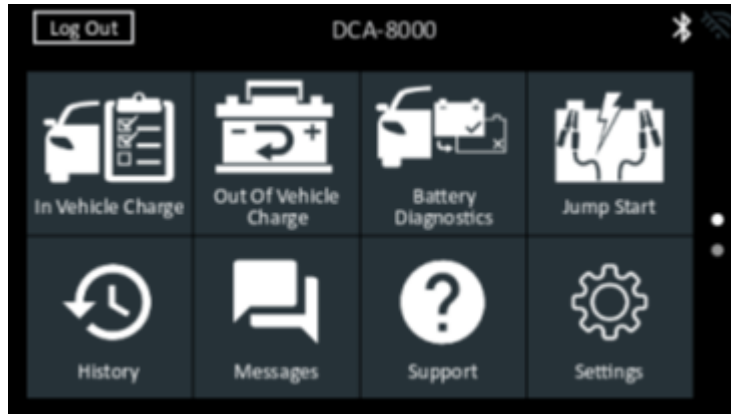 Log Out
DCA-8000
In Vehicle Charge
Out Of Vehicle
Charge
Battery
Diagnostics
Jump Start
History
Messages
Support
Settings